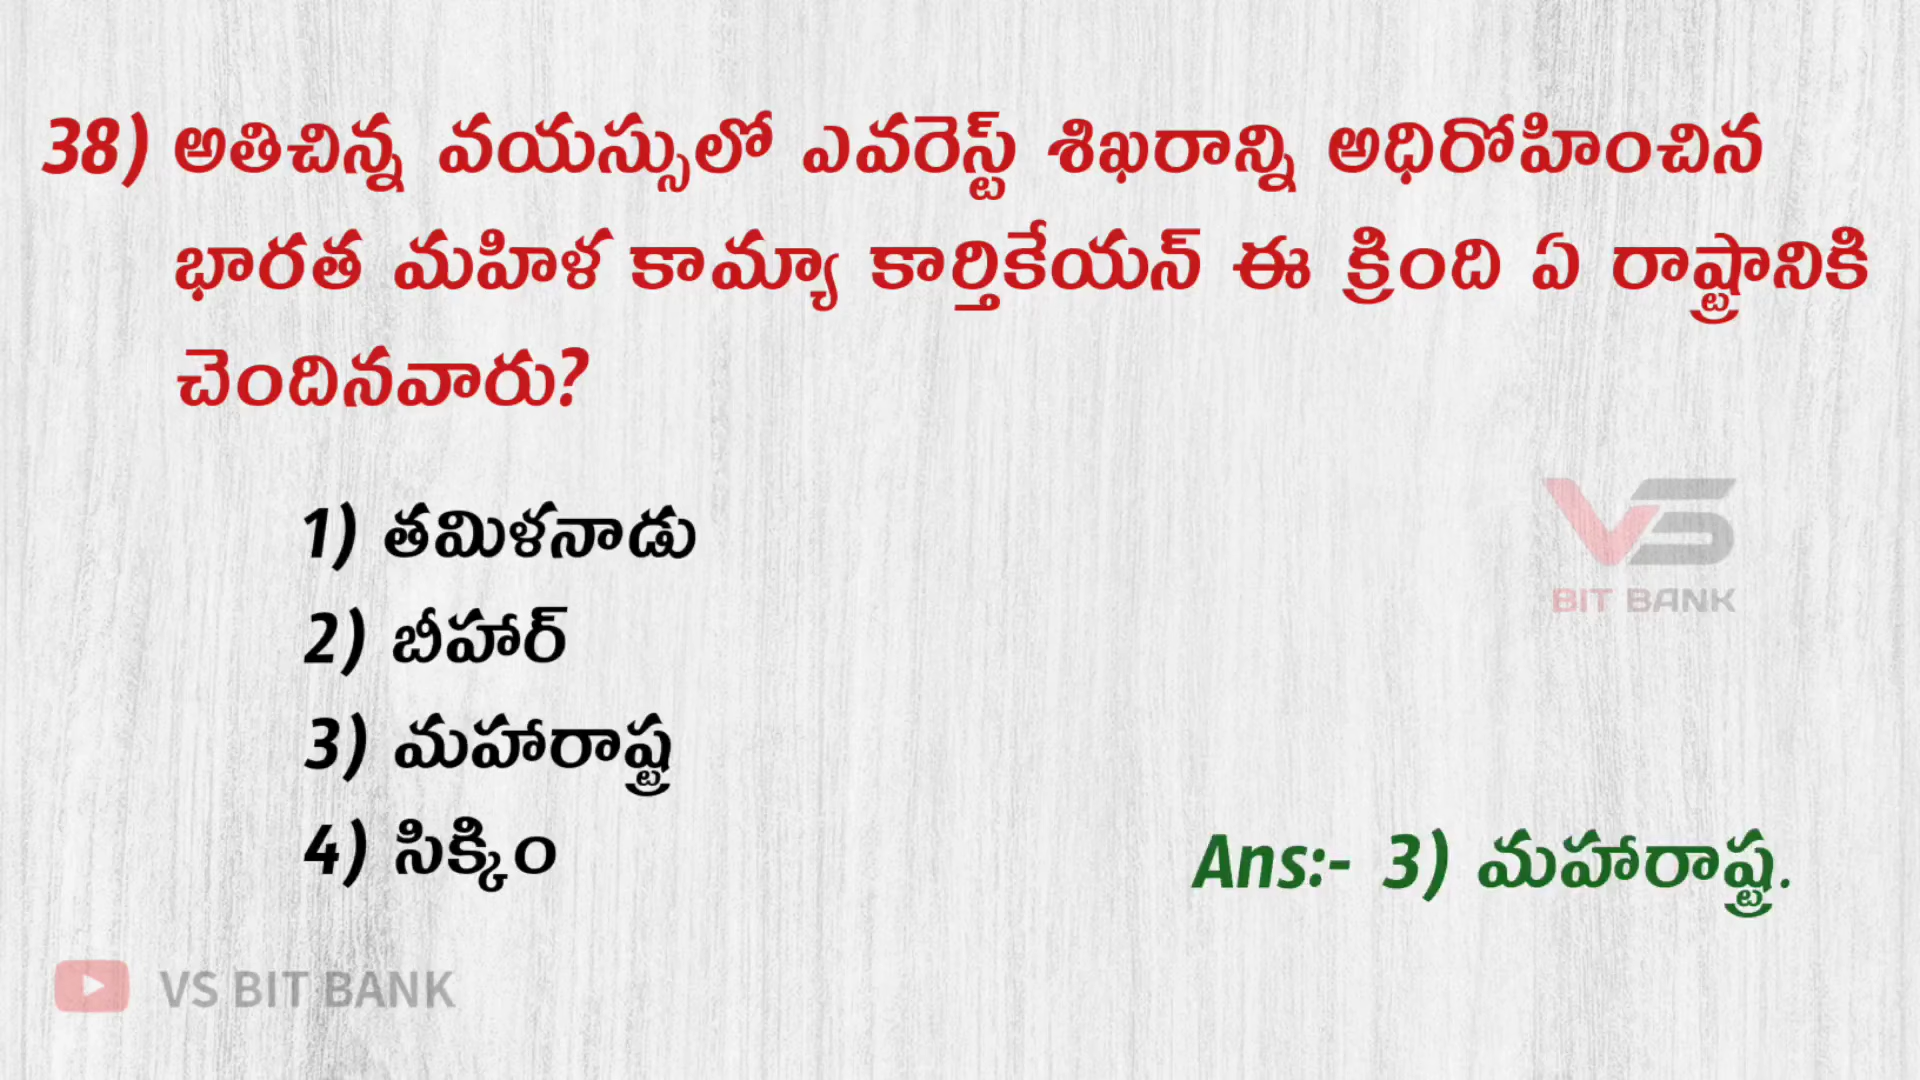 38) అతిచిన్న వయస్సులో ఎవరెస్ట్ శిఖరాన్ని అధిరోహించిన
భారత మహిళ కామ్యా కార్తికేయన్ ఈ క్రింది ఏ రాష్ట్రానికి
చెందినవారు?
1) తమిళనాడు
2) బీహార్
3) మహారాష్ట్ర
4) సిక్కిం
VS
BIT BANK
Ans:- 3) మహారాష్ట్ర.
VS BIT BANK